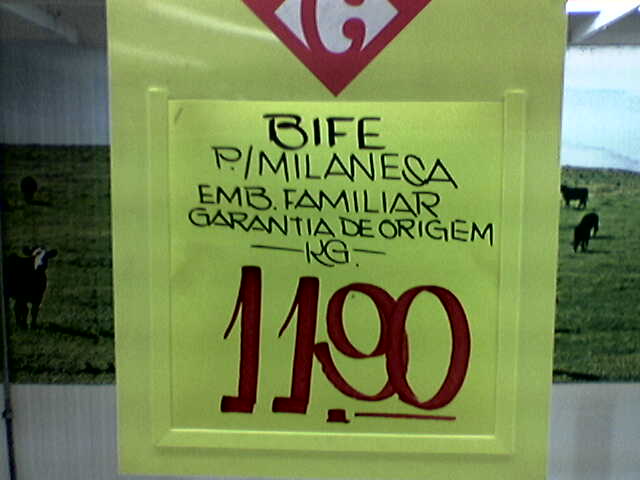 BIFE
P./MILANESA
EMB. FAMILIAR
GARANTIA DE ORIGEM
KG.
11.90